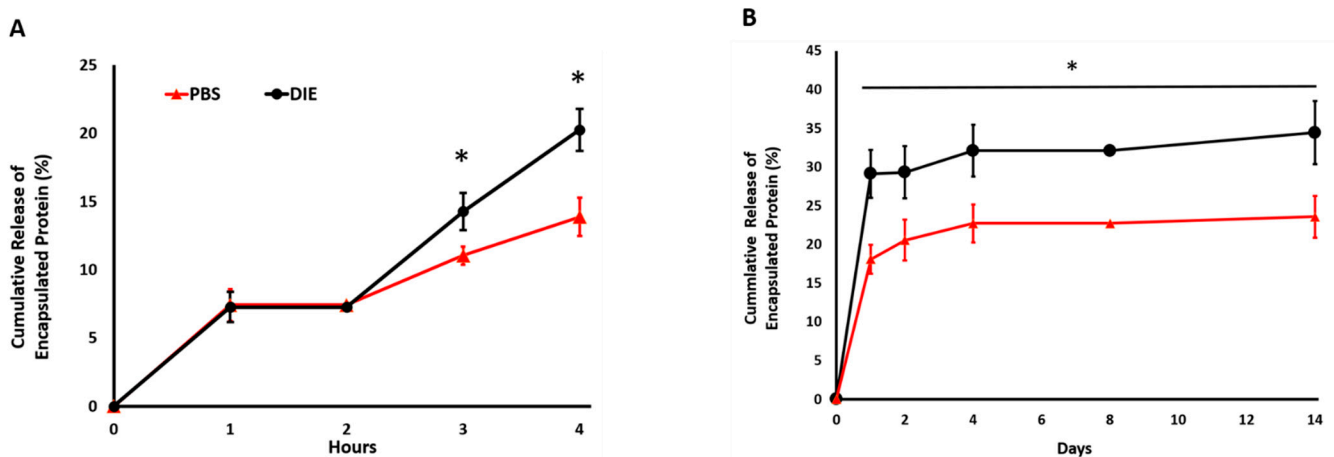 A
Cumulative Release of
Encapsulated Protein (%)
25
20
15
10
5
0
PBS
DIE
*
*
0 1 2 3 4
Hours
B
Cummlative Release of
Encapsulated Protein (%)
45
40
35
30
25
20
15
10
5
0
*
0 2 4 6 8 10 12 14
Days